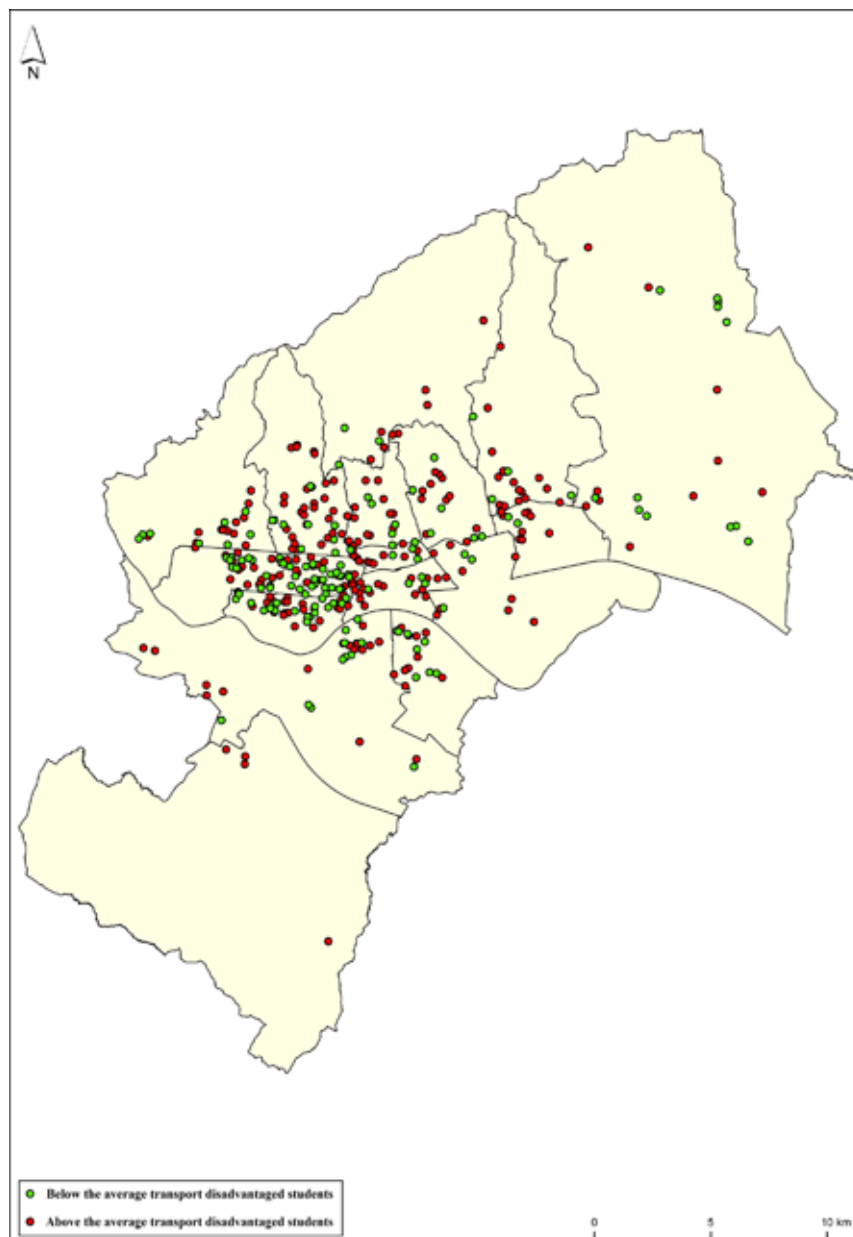 N
Below the average transport disadvantaged students
Above the average transport disadvantaged students
0 5 10 km